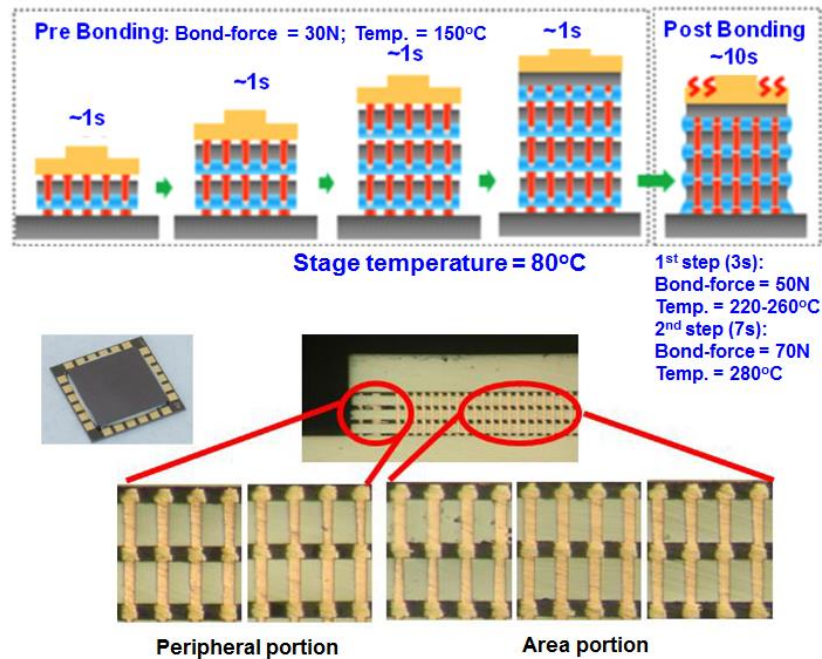 Pre Bonding: Bond-force = 30N; Temp. = 150°C
~1s
~1s
~1s
~1s
Post Bonding
~10s
Stage temperature = 80°C
1st step (3s):
Bond-force = 50N
Temp. = 220-260°C
2nd step (7s):
Bond-force = 70N
Temp. = 280°C
Peripheral portion
Area portion